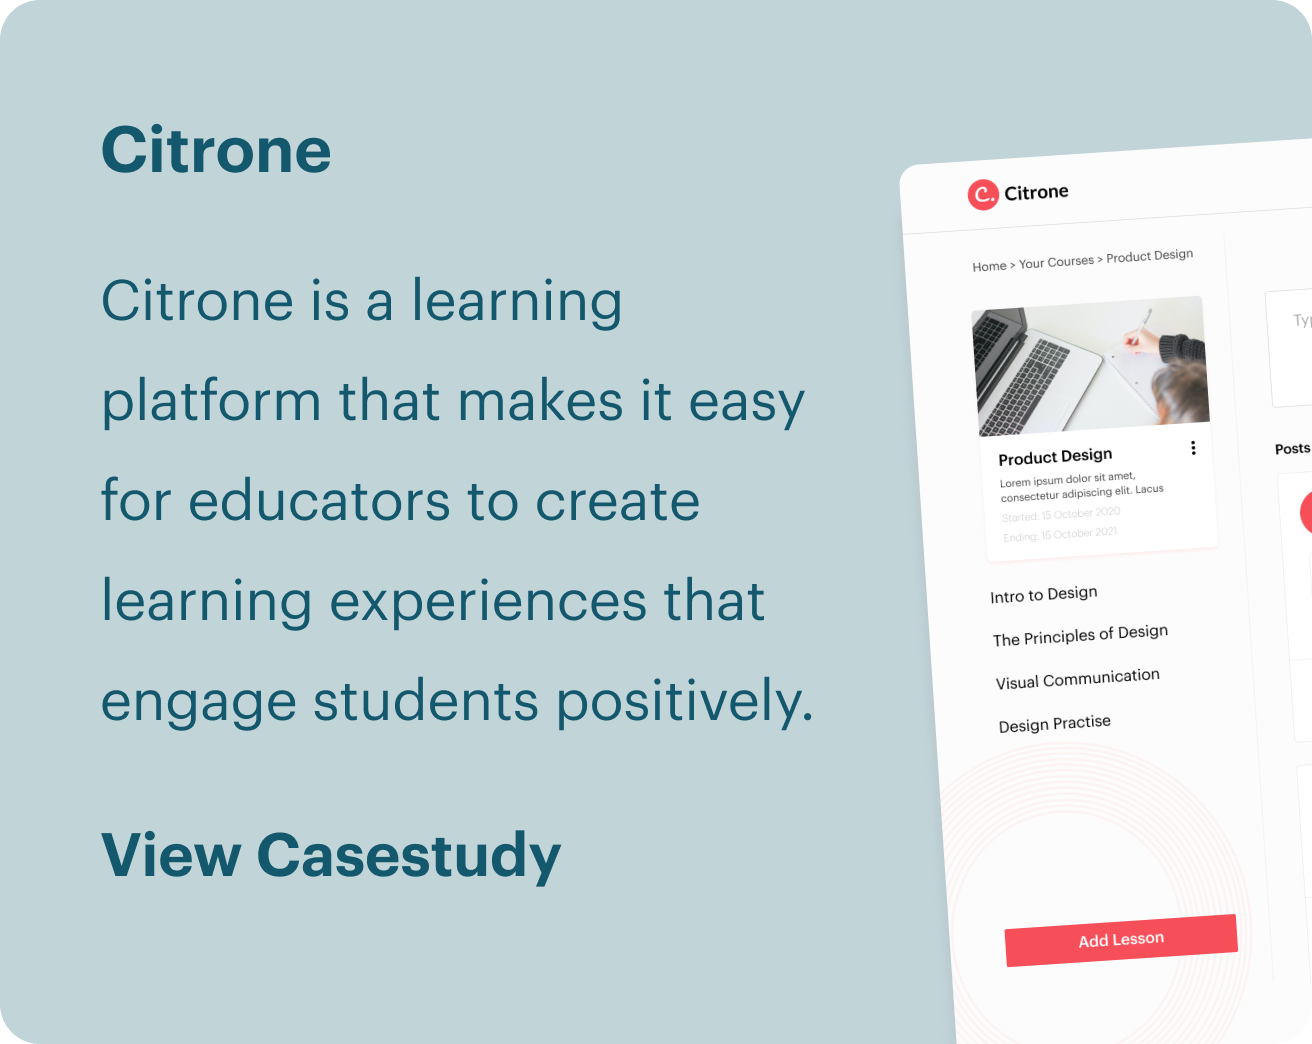 Citrone
Citrone is a learning
platform that makes it easy
for educators to create
learning experiences that
engage students positively.
View Casestudy
C. Citrone
Home > Your Courses > Product Design
Product Design
Lorem ipsum dolor sit amet,
consectetur adipiscing elit. Lacus
Started: 15 October 2020
Ending: 15 October 2021
Intro to Design
The Principles of Design
Visual Communication
Design Practise
Add Lesson
Posts